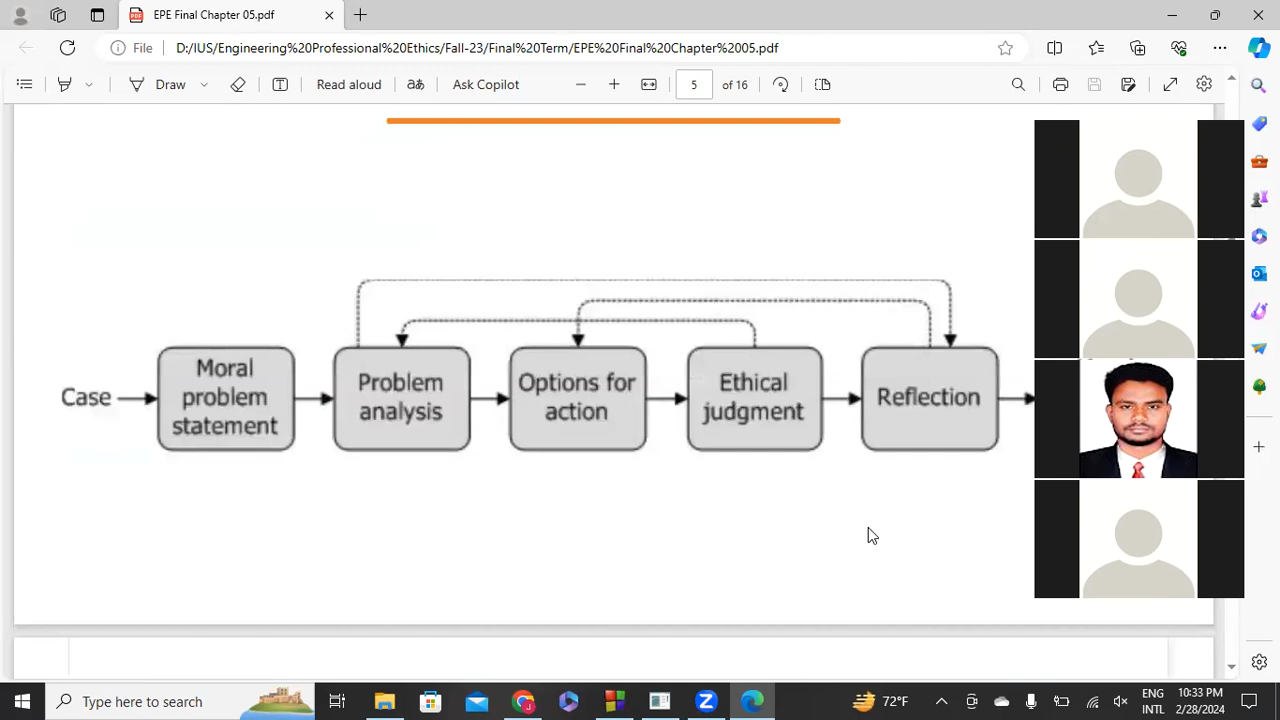 EPE Final Chapter 05.pdf
File
D:/IUS/Engineering%20Professional%20Ethics/Fall-23/Final%20Term/EPE%20Final%20Chapter%2005.pdf
Draw
Read aloud
aあ
Ask Copilot
5 of 16
Case
Moral
problem
statement
Problem
analysis
Options for
action
Ethical
judgment
Reflection
Type here to search
72°F
ENG
INTL
10:33 PM
2/28/2024